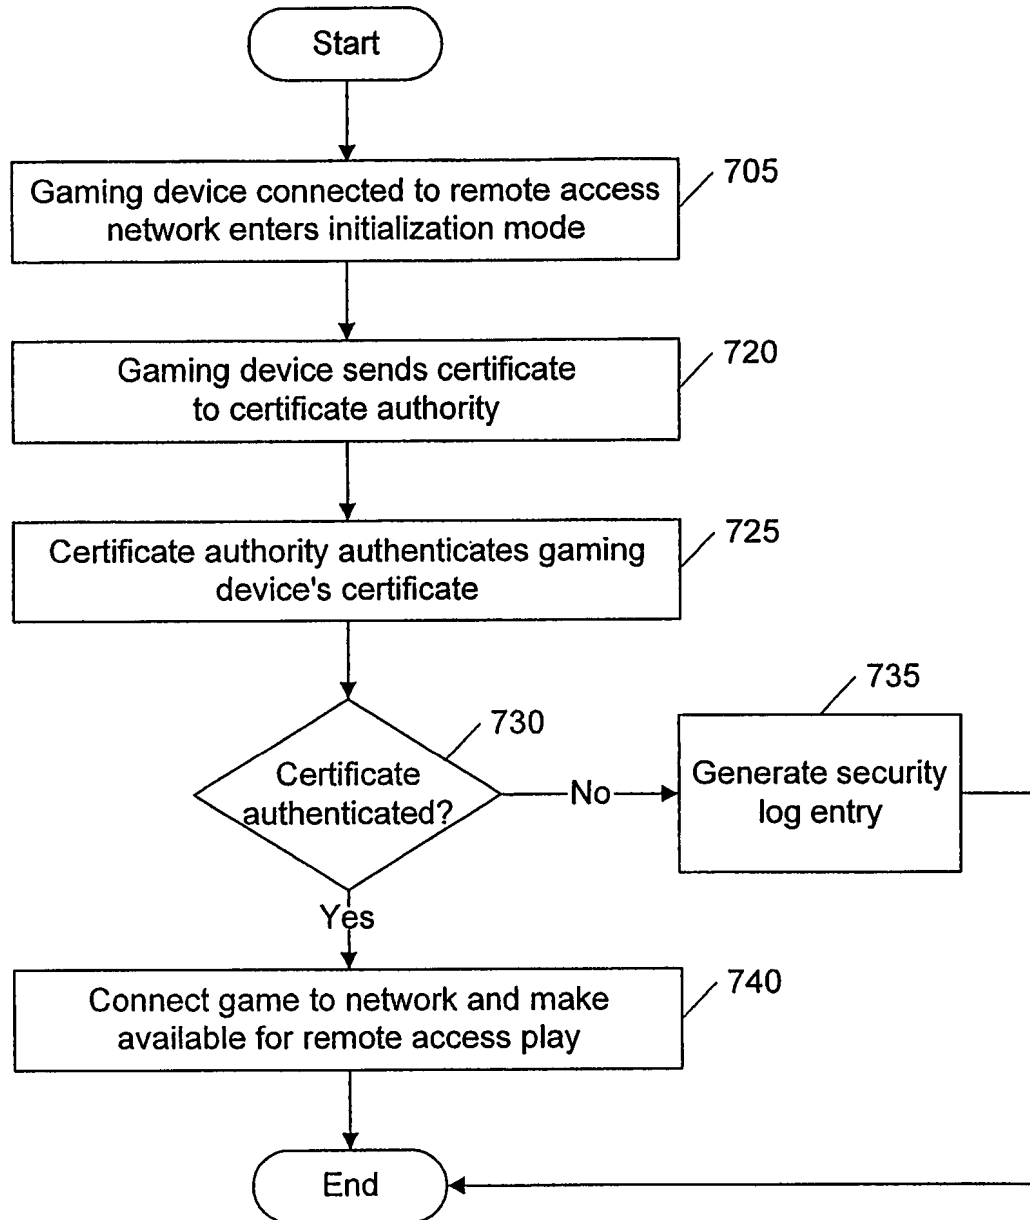 Start
Gaming device connected to remote access
network enters initialization mode
705
Gaming device sends certificate
to certificate authority
720
Certificate authority authenticates gaming
device's certificate
725
730
Certificate
authenticated?
No
735
Generate security
log entry
Yes
Connect game to network and make
available for remote access play
740
End